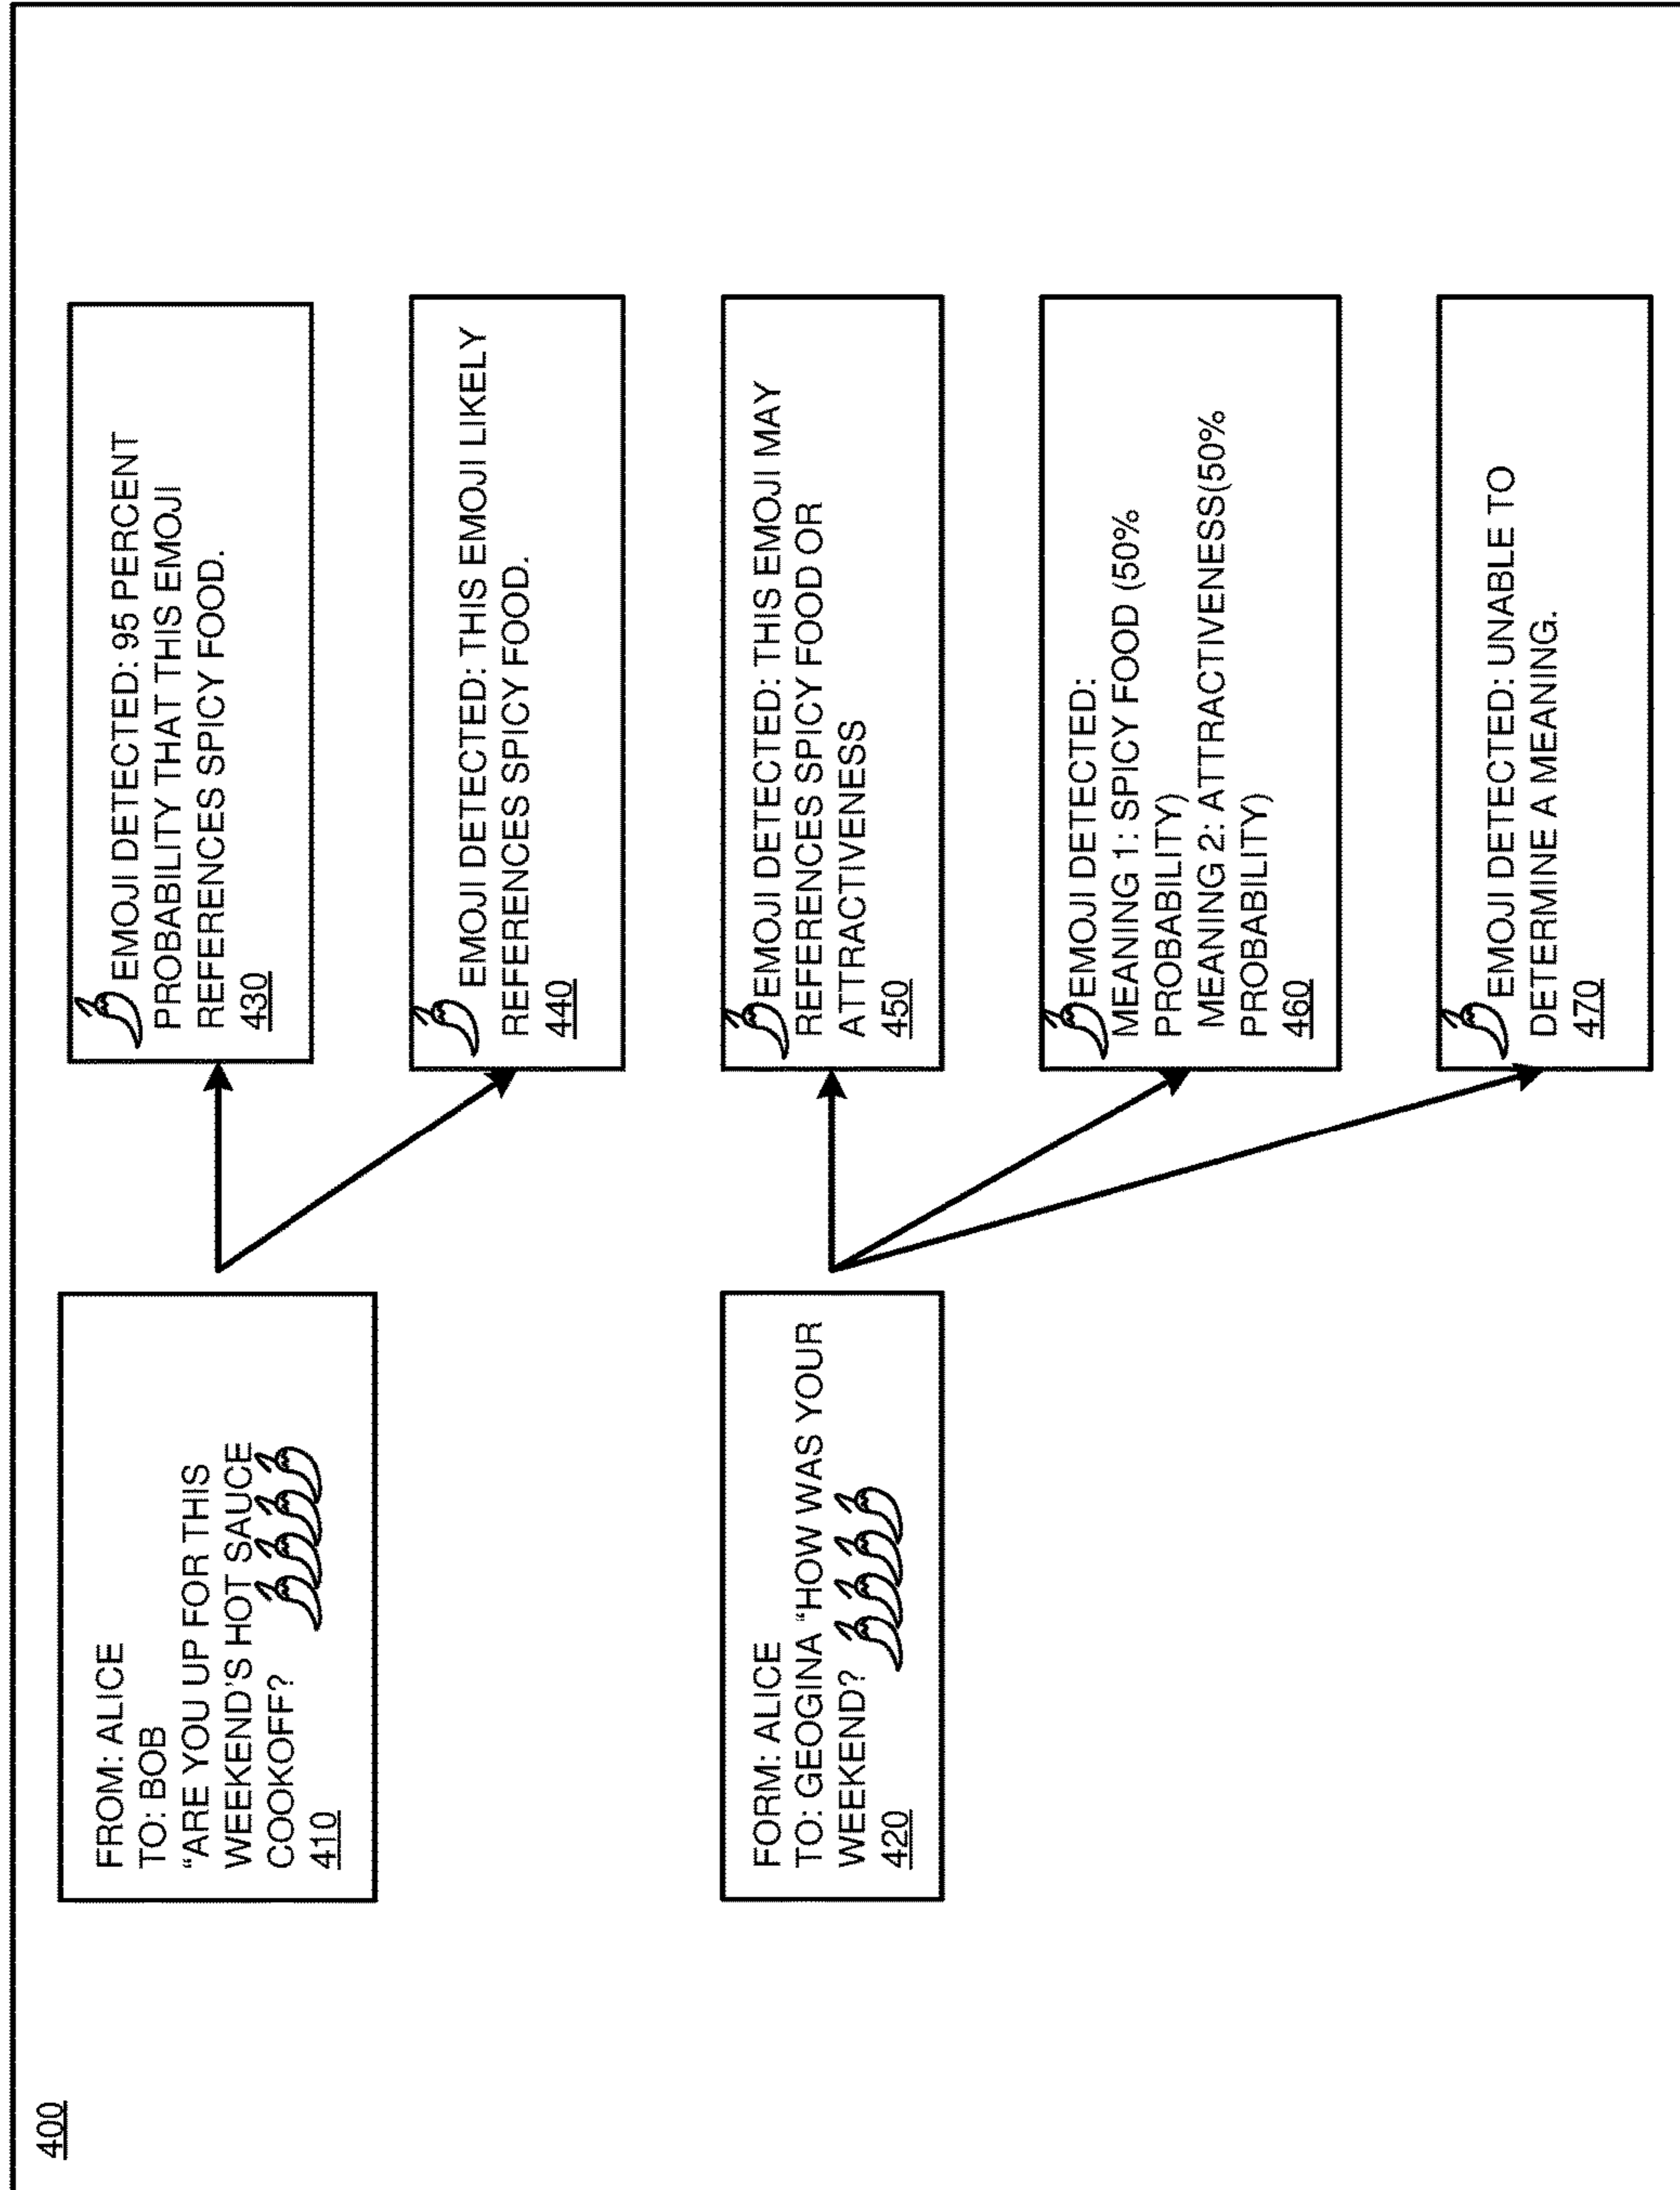 400
FROM: ALICE
TO: BOB
“ARE YOU UP FOR THIS
WEEKEND'S HOT SAUCE
COOKOFF?
410
EMOJI DETECTED: 95 PERCENT
PROBABILITY THAT THIS EMOJI
REFERENCES SPICY FOOD.
430
EMOJI DETECTED: THIS EMOJI LIKELY
REFERENCES SPICY FOOD.
440
FORM: ALICE
TO: GEOGINA “HOW WAS YOUR
WEEKEND?
420
EMOJI DETECTED: THIS EMOJI MAY
REFERENCES SPICY FOOD OR
ATTRACTIVENESS
450
EMOJI DETECTED:
MEANING 1: SPICY FOOD (50%
PROBABILITY)
MEANING 2: ATTRACTIVENESS(50%
PROBABILITY)
460
EMOJI DETECTED: UNABLE TO
DETERMINE A MEANING.
470